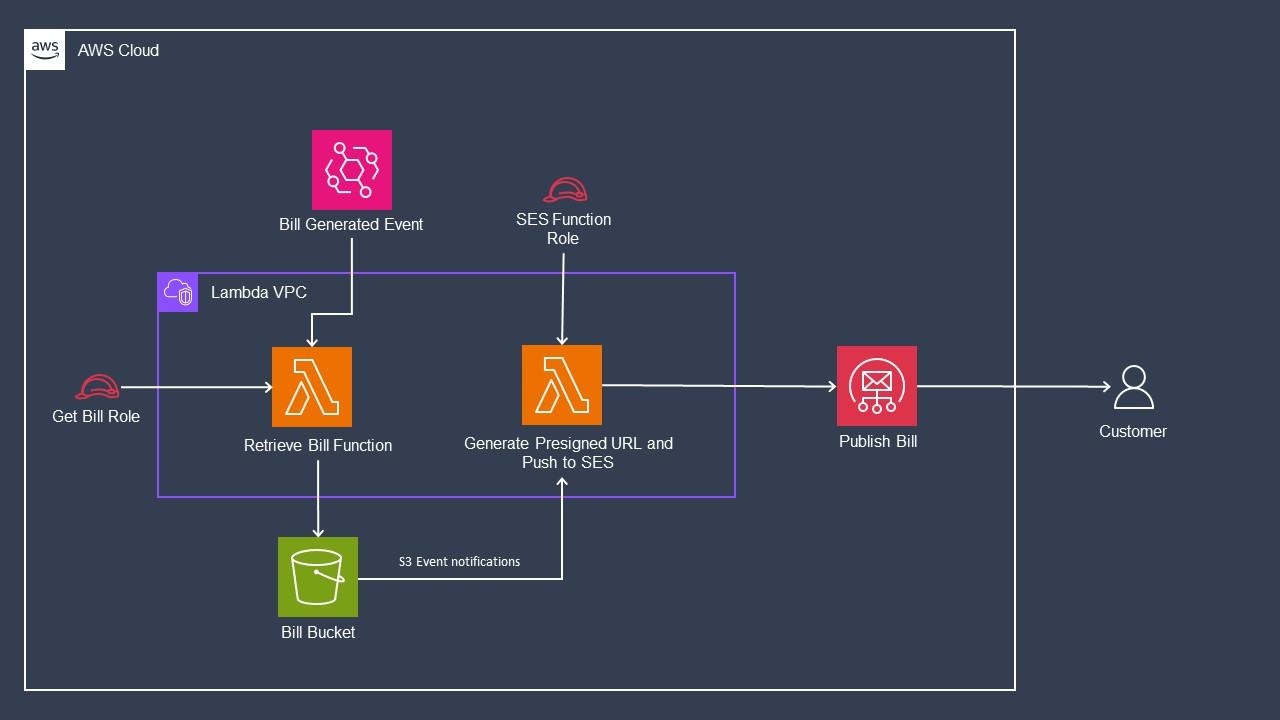 aws
AWS Cloud
Bill Generated Event
SES Function
Role
Lambda VPC
Get Bill Role
Retrieve Bill Function
Generate Presigned URL and
Push to SES
Publish Bill
Customer
S3 Event notifications
Bill Bucket